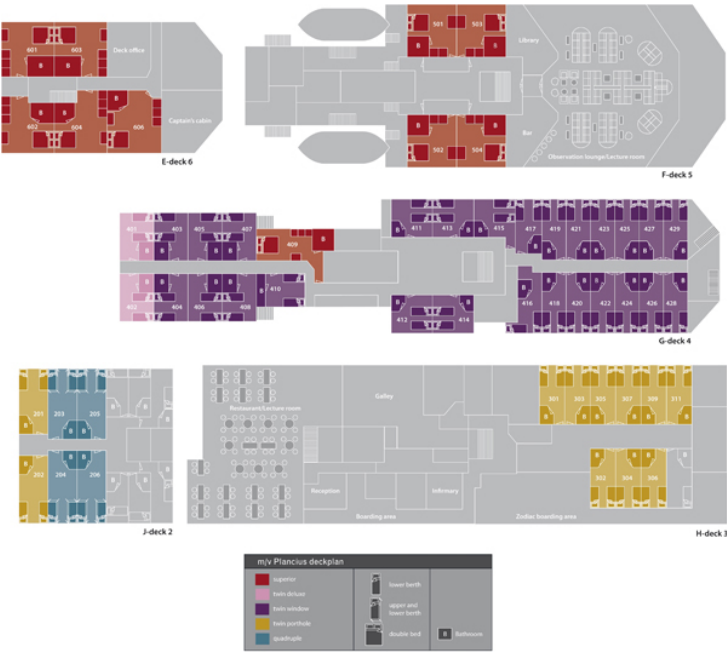 601 603 Deck office
B B
B B B
602 604 606 Captain's cabin
E-deck 6
501 503
B B Library
B B Bar
502 504 Observation lounge/Lecture room
F-deck 5
401 403 405 407
B B B B
409 B
411 413 415 417 419 421 423 425 427 429
B B B B B B B B B B
B B B B
402 404 406 408
B 410
412 414
B B
B B B B B B B
416 418 420 422 424 426 428
G-deck 4
201 203 205
B B B B
B B B B
202 204 206
J-deck 2
Restaurant/Lecture room
Galley
Reception
Infirmary
Boarding area
Zodiac boarding area
301 303 305 307 309 311
B B B B B B
B B B B
302 304 306
H-deck 3
m/v Plancius deckplan
superior
twin deluxe
twin window
twin porthole
quadruple
lower berth
upper and
lower berth
double bed
B Bathroom